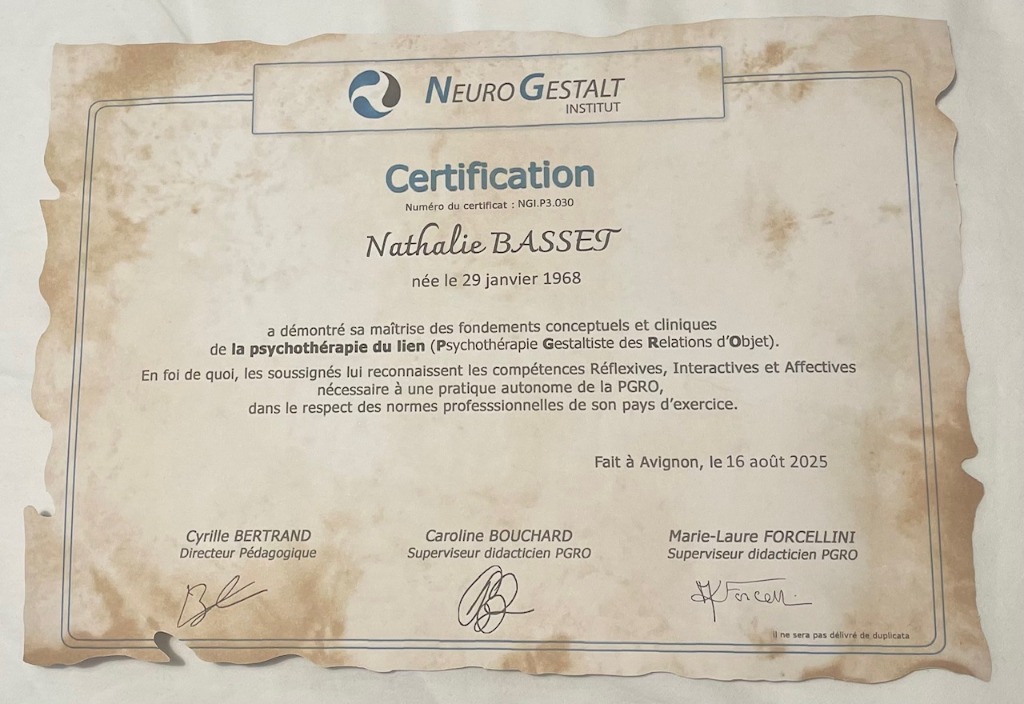 NEURO GESTALT
INSTITUT
Certification
Numéro du certificat : NGI.P3.030
Nathalie BASSET
née le 29 janvier 1968
a démontré sa maîtrise des fondements conceptuels et cliniques
de la psychothérapie du lien (Psychothérapie Gestaltiste des Relations d'Objet).
En foi de quoi, les soussignés lui reconnaissent les compétences Réflexives, Interactives et Affectives
nécessaire à une pratique autonome de la PGRO,
dans le respect des normes professsionnelles de son pays d'exercice.
Fait à Avignon, le 16 août 2025
Cyrille BERTRAND
Directeur Pédagogique
Caroline BOUCHARD
Superviseur didacticien PGRO
Marie-Laure FORCELLINI
Superviseur didacticien PGRO
il ne sera pas délivré de duplicata